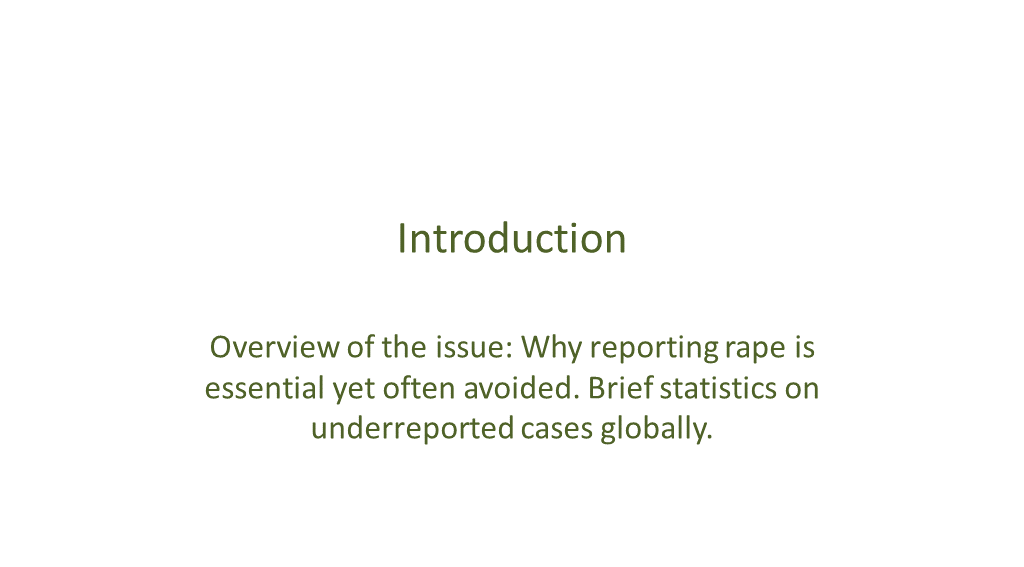 Introduction
Overview of the issue: Why reporting rape is
essential yet often avoided. Brief statistics on
underreported cases globally.